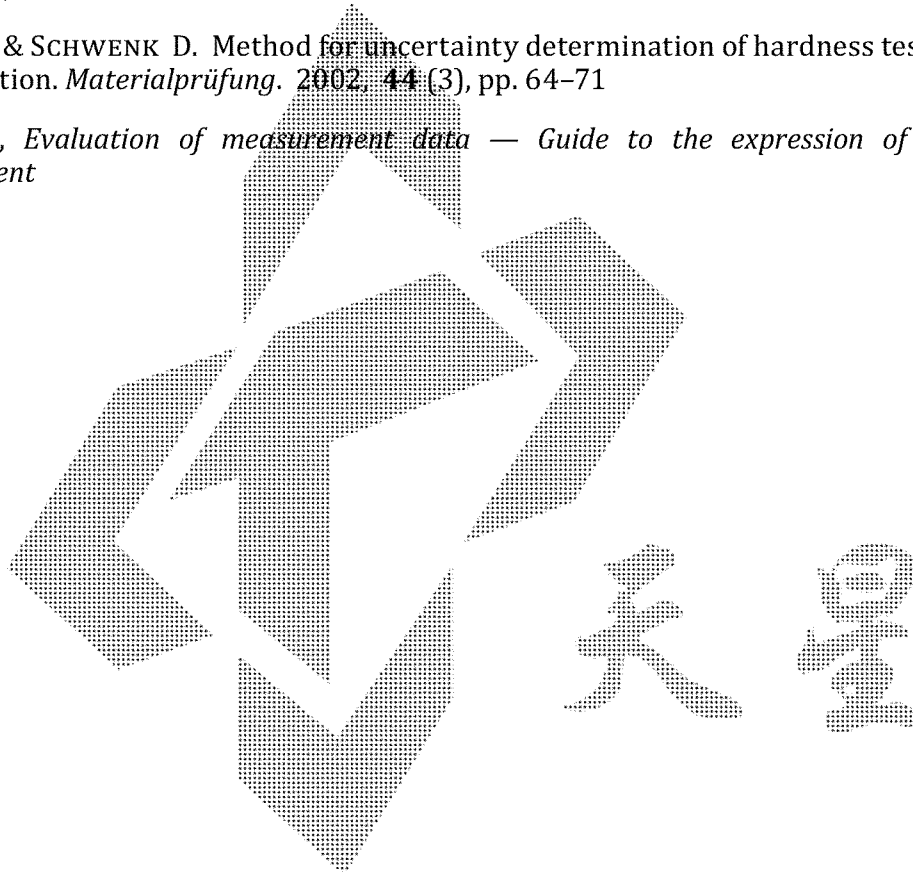 & SCHWENK D. Method for uncertainty determination of hardness tes
tion. Materialprüfung. 2002, 44 (3), pp. 64–71
, Evaluation of measurement data — Guide to the expression of
ent
天星